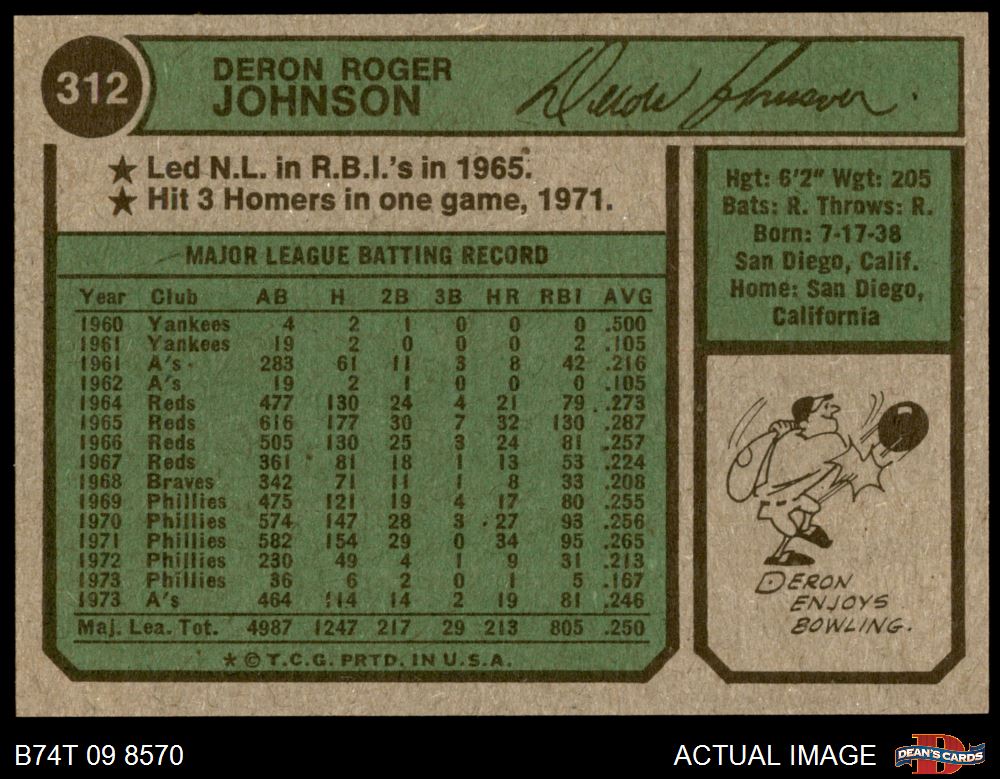 312
DERON ROGER
JOHNSON
Deron Johnson
★ Led N.L. in R.B.I.'s in 1965.
★ Hit 3 Homers in one game, 1971.
MAJOR LEAGUE BATTING RECORD
Year Club AB H 2B 3B HR RBI AVG
1960 Yankees 4 2 1 0 0 0 .500
1961 Yankees 19 2 0 0 0 2 .105
1961 A's 283 61 11 3 8 42 .216
1962 A's 19 2 1 0 0 0 .105
1964 Reds 477 130 24 4 21 79 .273
1965 Reds 616 177 30 7 32 130 .287
1966 Reds 505 130 25 3 24 81 .257
1967 Reds 361 81 18 1 13 53 .224
1968 Braves 342 71 11 1 8 33 .208
1969 Phillies 475 121 19 4 17 80 .255
1970 Phillies 574 147 28 3 27 93 .256
1971 Phillies 582 154 29 0 34 95 .265
1972 Phillies 230 49 4 1 9 31 .213
1973 Phillies 36 6 2 0 1 5 .167
1973 A's 464 114 14 2 19 81 .246
Maj. Lea. Tot. 4987 1247 217 29 213 805 .250
★ © T.C.G. PRTD. IN U.S.A.
Hgt: 6'2" Wgt: 205
Bats: R. Throws: R.
Born: 7-17-38
San Diego, Calif.
Home: San Diego,
California
DERON
ENJOYS
BOWLING.
B74T 09 8570
ACTUAL IMAGE
DEAN'S CARDS